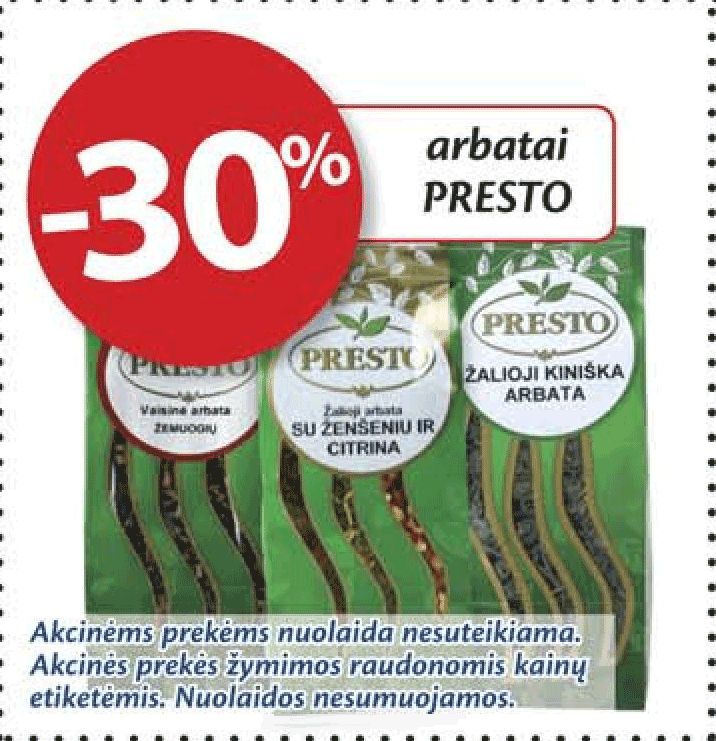 -30%
arbatai
PRESTO
PRESTO
Vaisinė arbata
ŽEMUOGIŲ
PRESTO
Žalioji arbata
SU ŽENŠENIU IR
CITRINA
PRESTO
ŽALIOJI KINIŠKA
ARBATA
Akcinėms prekėms nuolaida nesuteikiama.
Akcinės prekės žymimos raudonomis kainų
etiketėmis. Nuolaidos nesumuojamos.